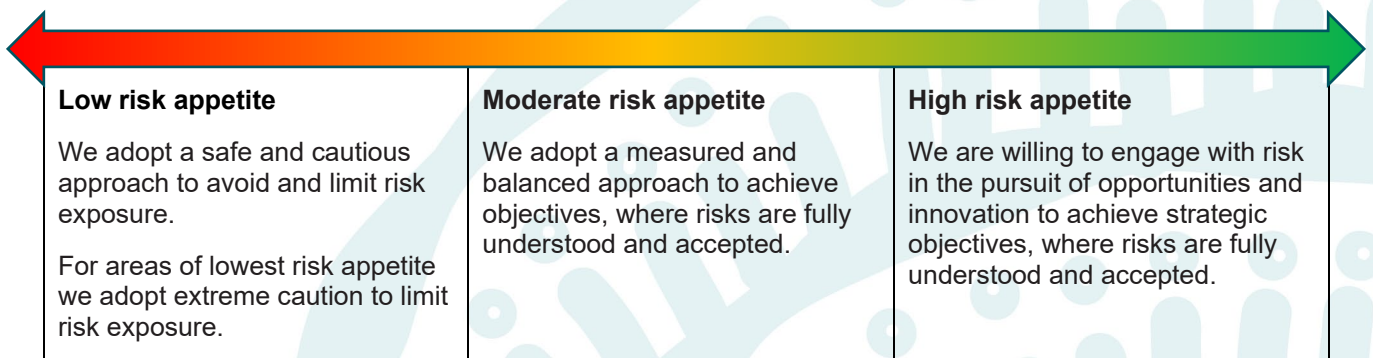 Low risk appetite
We adopt a safe and cautious
approach to avoid and limit risk
exposure.
For areas of lowest risk appetite
we adopt extreme caution to limit
risk exposure.
Moderate risk appetite
We adopt a measured and
balanced approach to achieve
objectives, where risks are fully
understood and accepted.
High risk appetite
We are willing to engage with risk
in the pursuit of opportunities and
innovation to achieve strategic
objectives, where risks are fully
understood and accepted.